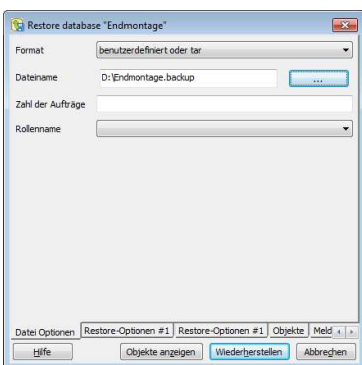 Restore database "Endmontage"
Format benutzerdefiniert oder tar
Dateiname D:\Endmontage.backup ...
Zahl der Aufträge
Rollenname
Datei Optionen Restore-Optionen #1 Restore-Optionen #1 Objekte Meld
Hilfe Objekte anzeigen Wiederherstellen Abbrechen